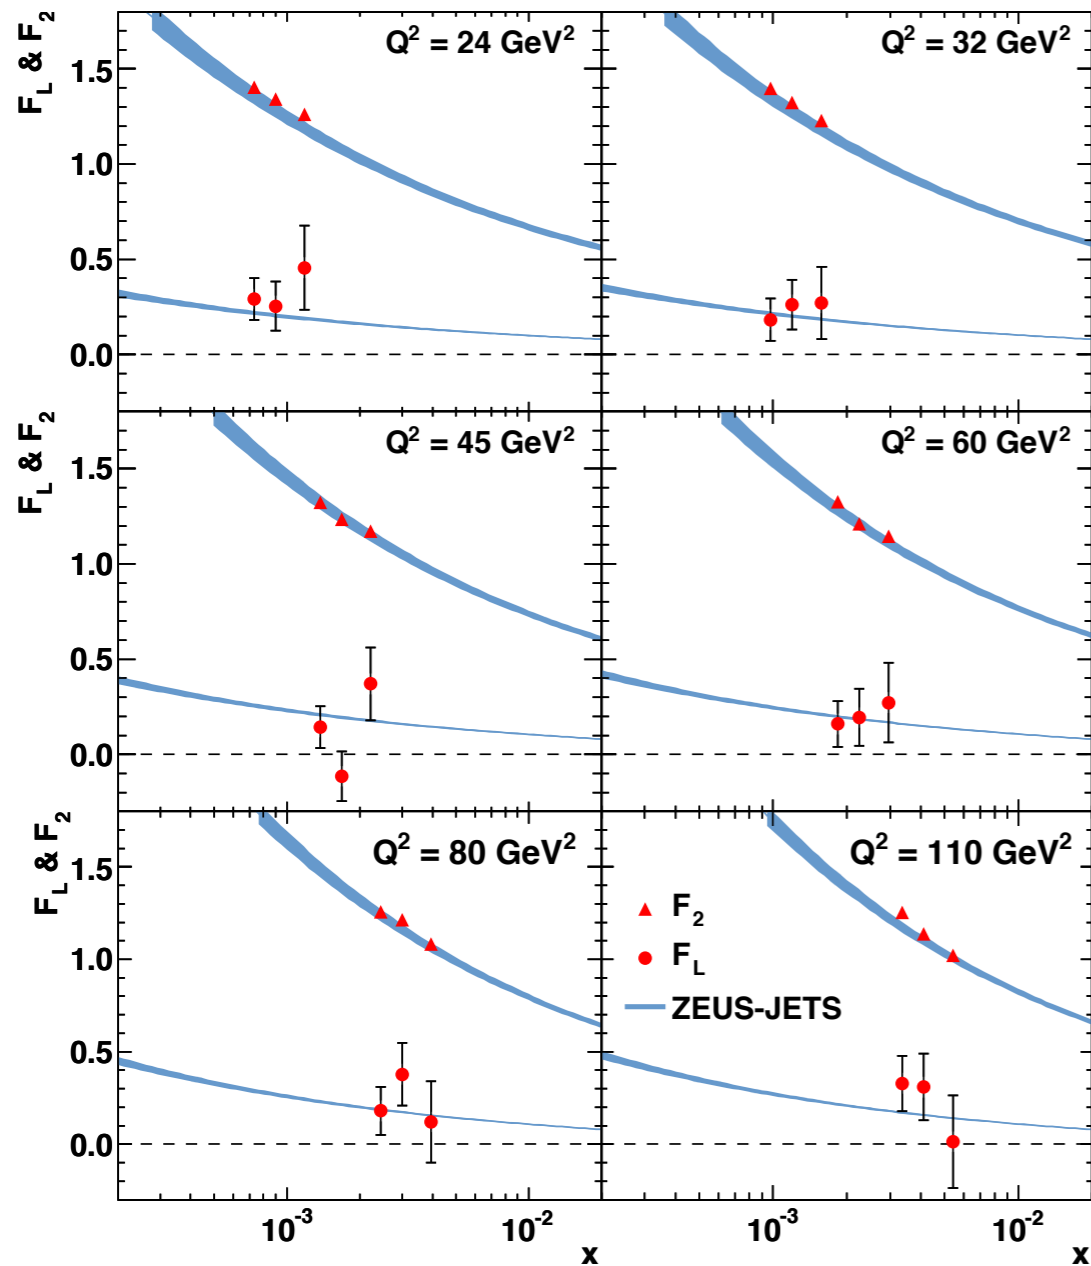 F_L & F_2
Q² = 24 GeV²
Q² = 32 GeV²
1.5
1.0
0.5
0.0
F_L & F_2
Q² = 45 GeV²
Q² = 60 GeV²
1.5
1.0
0.5
0.0
F_L & F_2
Q² = 80 GeV²
Q² = 110 GeV²
1.5
1.0
0.5
0.0
F_2
F_L
ZEUS-JETS
10⁻³
10⁻²
10⁻³
10⁻²
x
x